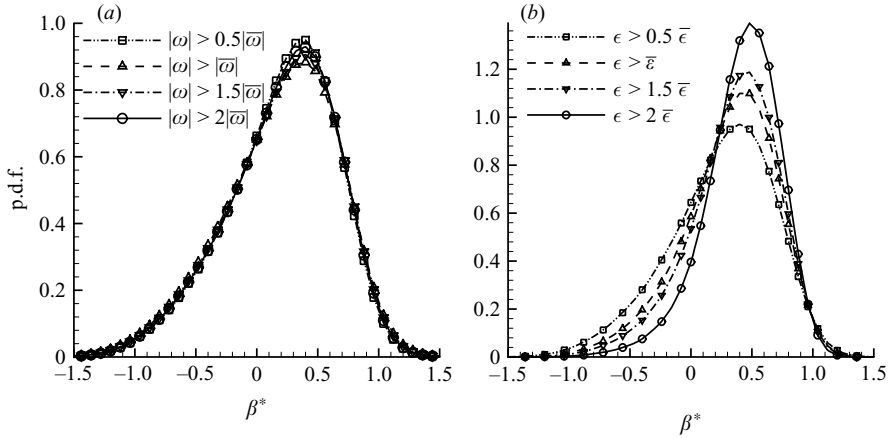 (a)
1.0
0.8
0.6
0.4
0.2
0
p.d.f.
|ω| > 0.5|ω̅|
|ω| > |ω̅|
|ω| > 1.5|ω̅|
|ω| > 2|ω̅|
–1.5 –1.0 –0.5 0 0.5 1.0 1.5
β*
(b)
1.2
1.0
0.8
0.6
0.4
0.2
0
ϵ > 0.5 ϵ̅
ϵ > ε̅
ϵ > 1.5 ϵ̅
ϵ > 2 ϵ̅
–1.5 –1.0 –0.5 0 0.5 1.0 1.5
β*